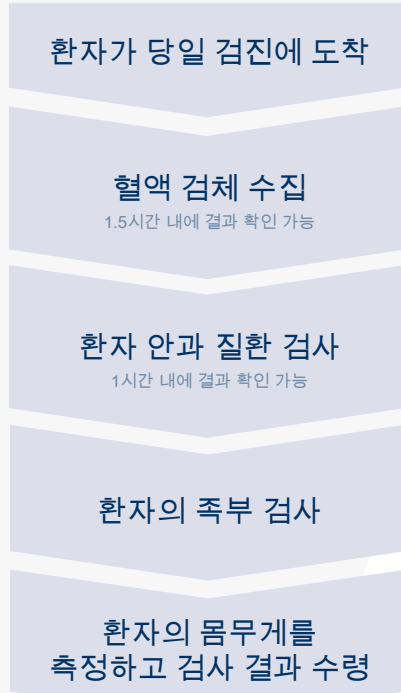 환자가 당일 검진에 도착
혈액 검체 수집
1.5시간 내에 결과 확인 가능
환자 안과 질환 검사
1시간 내에 결과 확인 가능
환자의 족부 검사
환자의 몸무게를
측정하고 검사 결과 수령